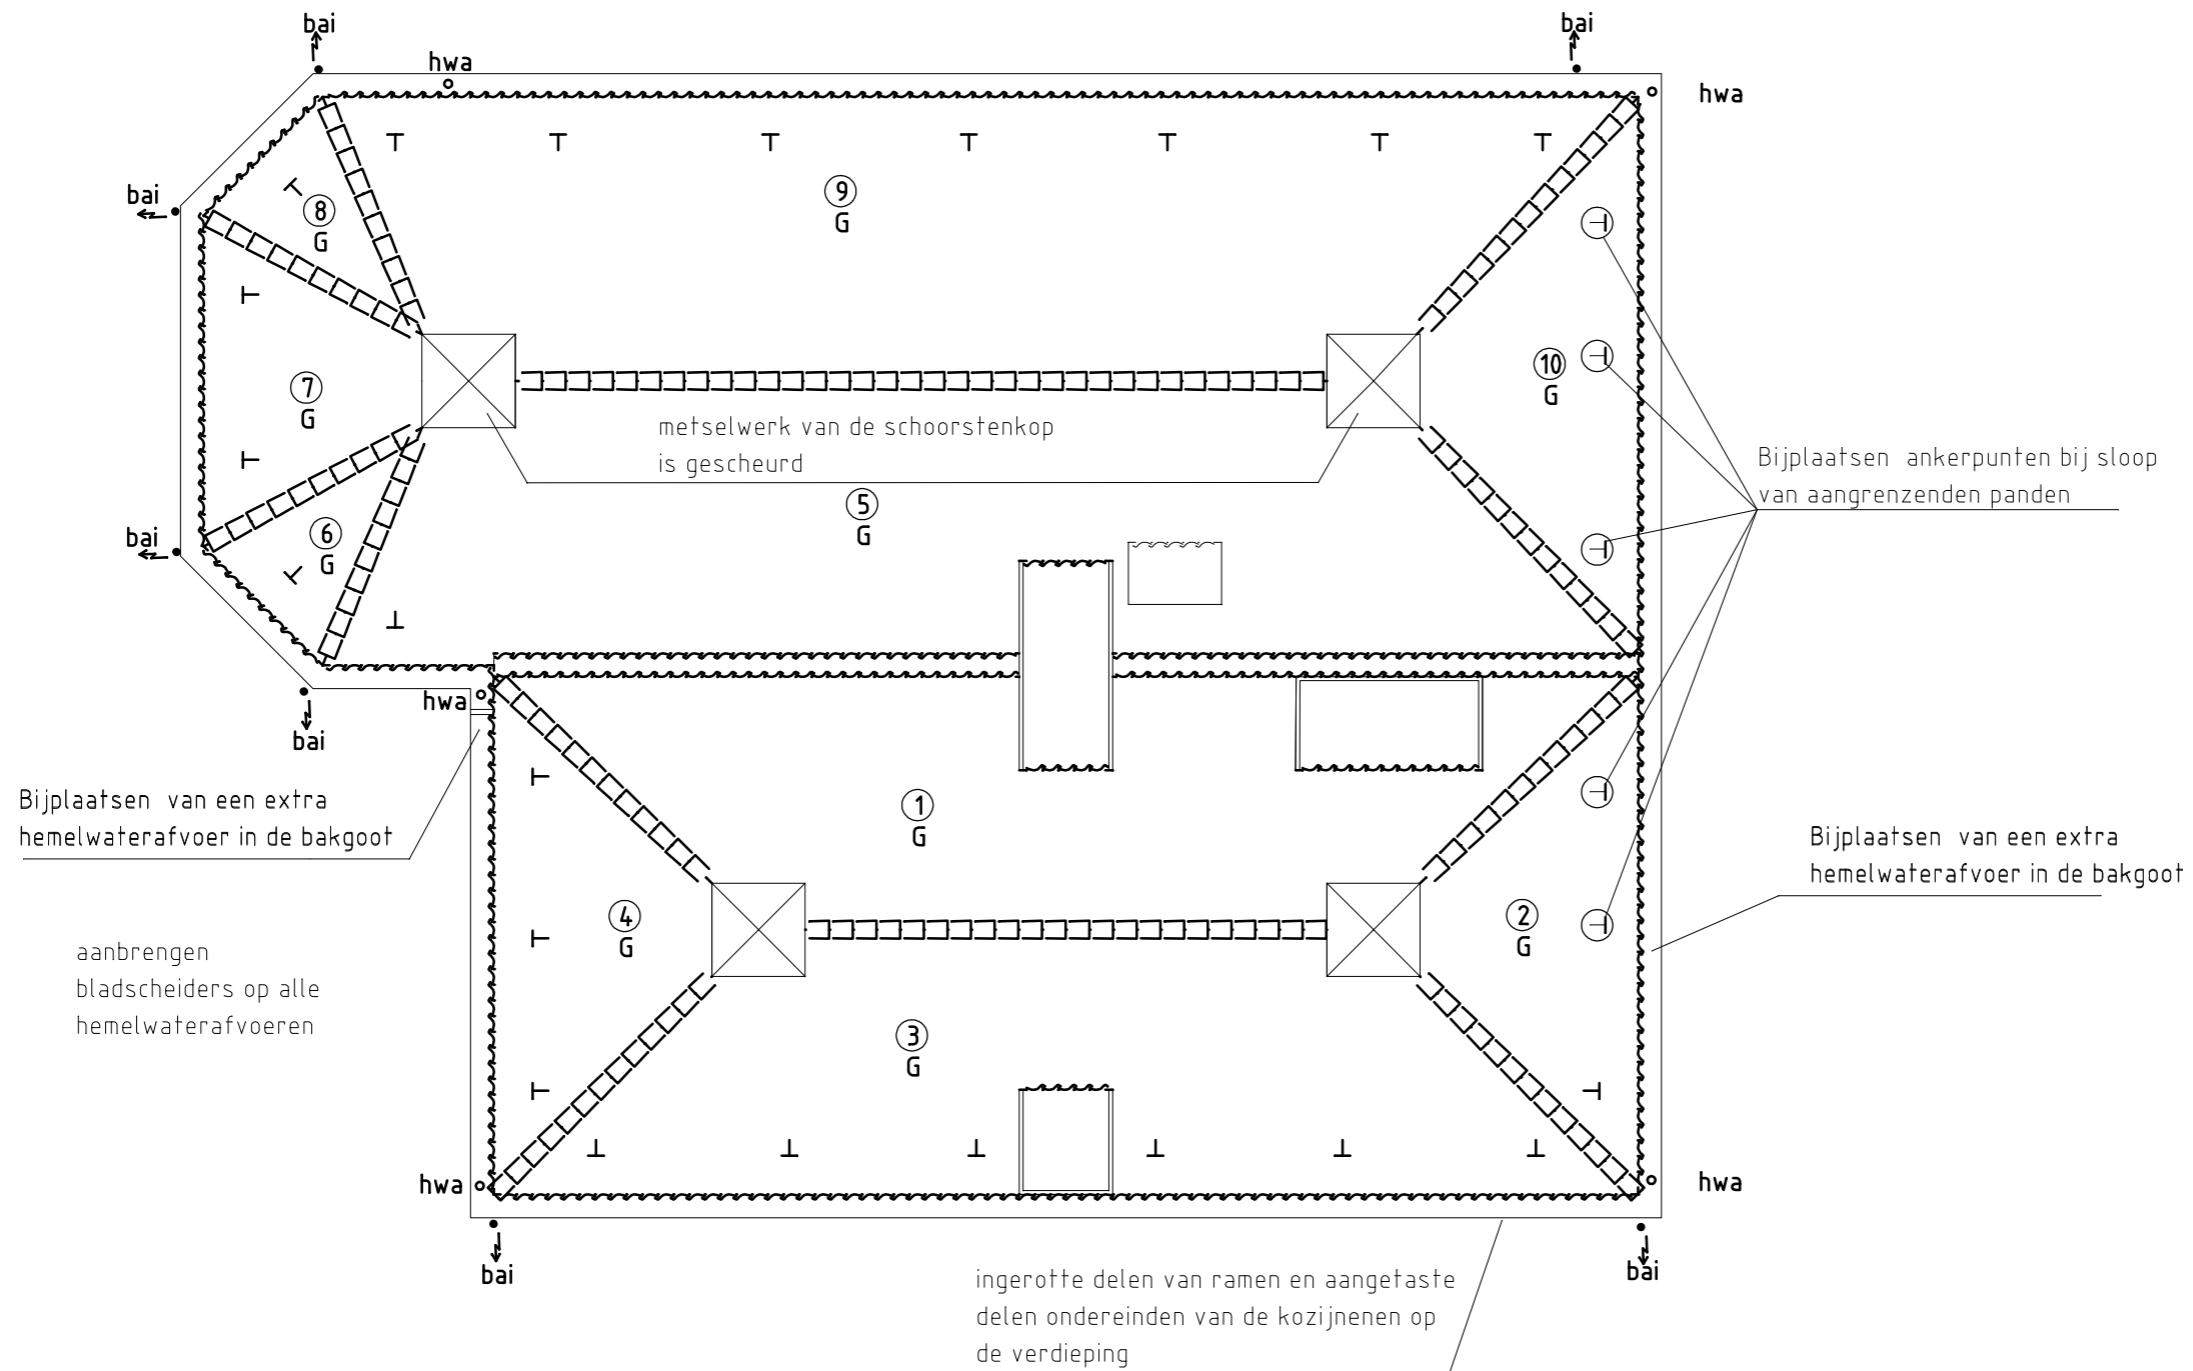 bai
bai
hwa
hwa
bai
8
G
9
G
10
G
7
G
metselwerk van de schoorstenkop
is gescheurd
Bijplaatsen ankerpunten bij sloop
van aangrenzenden panden
5
G
6
G
bai
hwa
bai
Bijplaatsen van een extra
hemelwaterafvoer in de bakgoot
1
G
Bijplaatsen van een extra
hemelwaterafvoer in de bakgoot
4
G
2
G
aanbrengen
bladscheiders op alle
hemelwaterafvoeren
3
G
hwa
hwa
bai
bai
ingerotte delen van ramen en aangetaste
delen ondereinden van de kozijnenen op
de verdieping